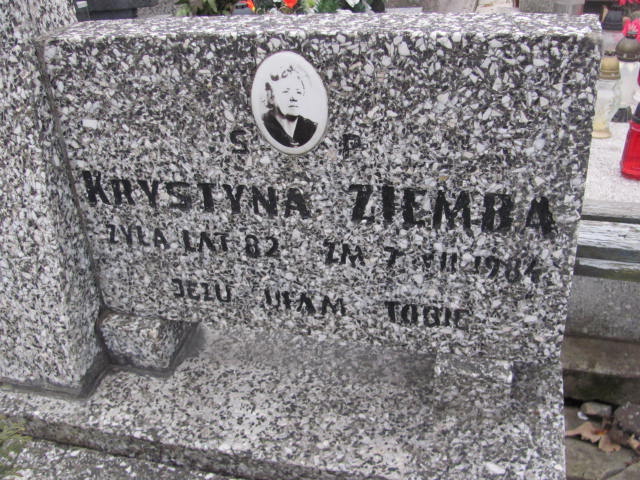 Ś P
KRYSTYNA ZIEMBA
ŻYŁA LAT 82 ZM 7 VII 1984
JEZU UFAM TOBIE